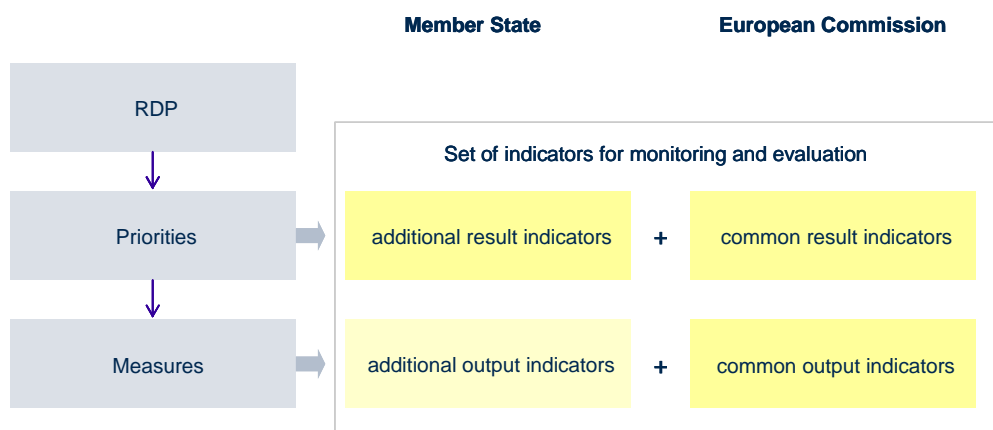 Member State
European Commission
RDP
Set of indicators for monitoring and evaluation
Priorities
additional result indicators
+
common result indicators
Measures
additional output indicators
+
common output indicators